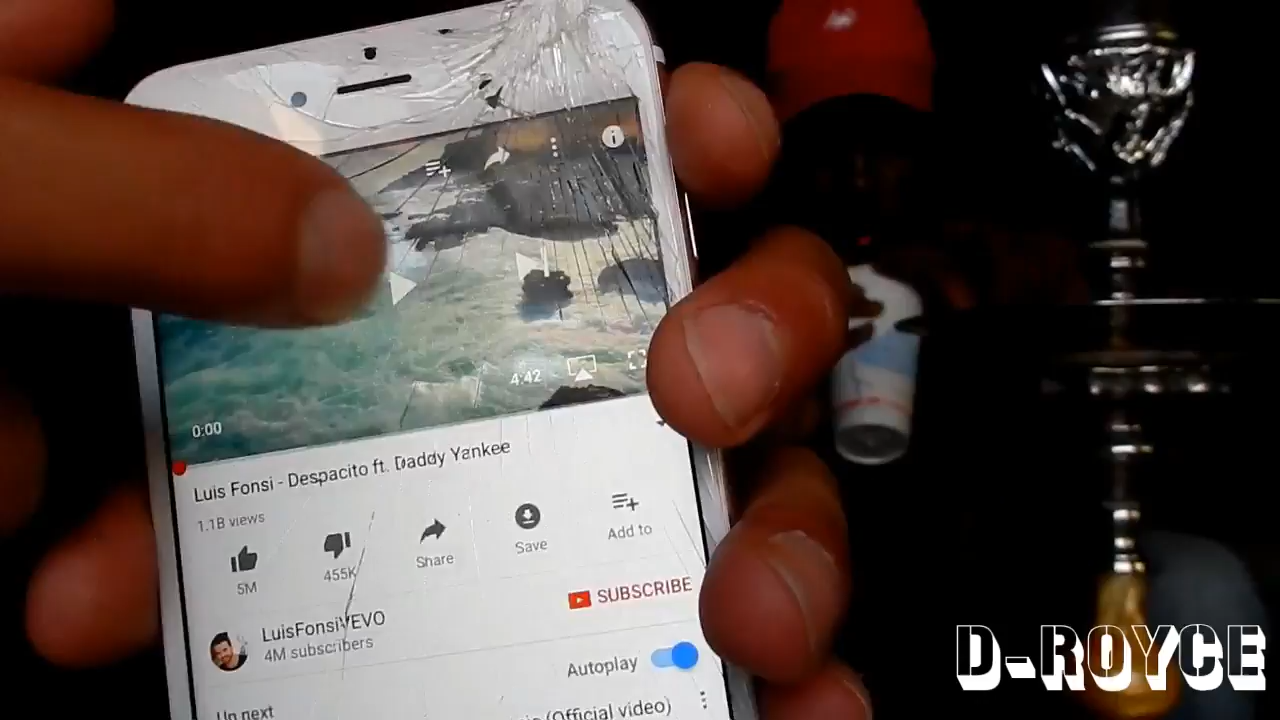 4:42
0:00
Luis Fonsi - Despacito ft. Daddy Yankee
1.1B views
5M
455K
Share
Save
Add to
LuisFonsiVEVO
4M subscribers
SUBSCRIBE
Autoplay
Up next
(Official video)
D-ROYCE